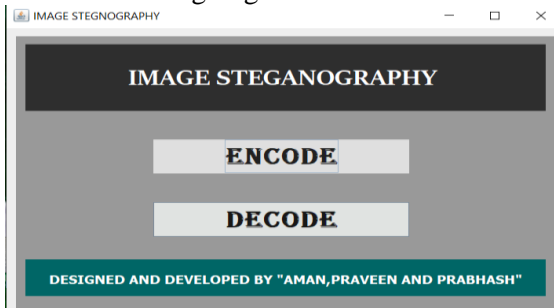 IMAGE STEGNOGRAPHY
IMAGE STEGANOGRAPHY
ENCODE
DECODE
DESIGNED AND DEVELOPED BY "AMAN,PRAVEEN AND PRABHASH"